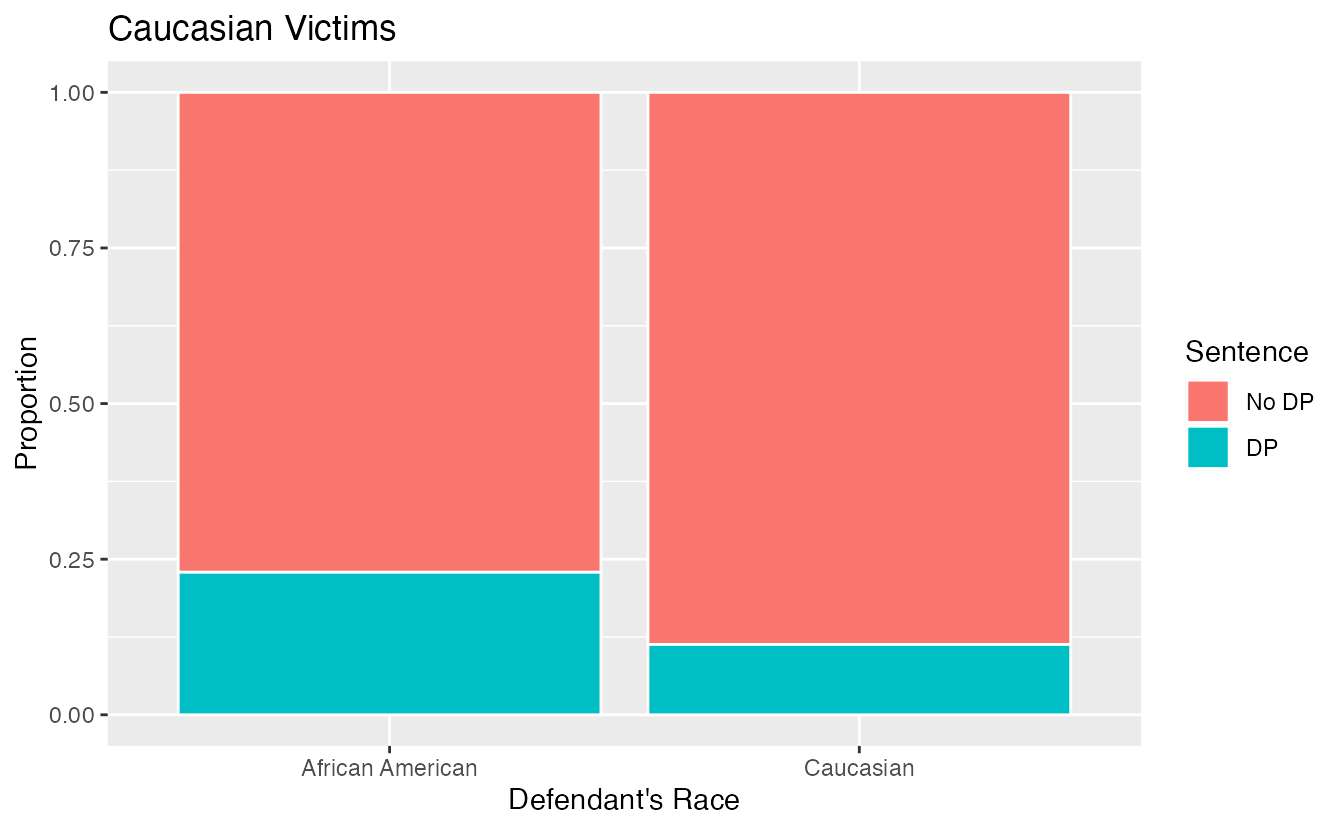 Caucasian Victims
1.00
0.75
0.50
0.25
0.00
Proportion
African American
Caucasian
Defendant's Race
Sentence
No DP
DP